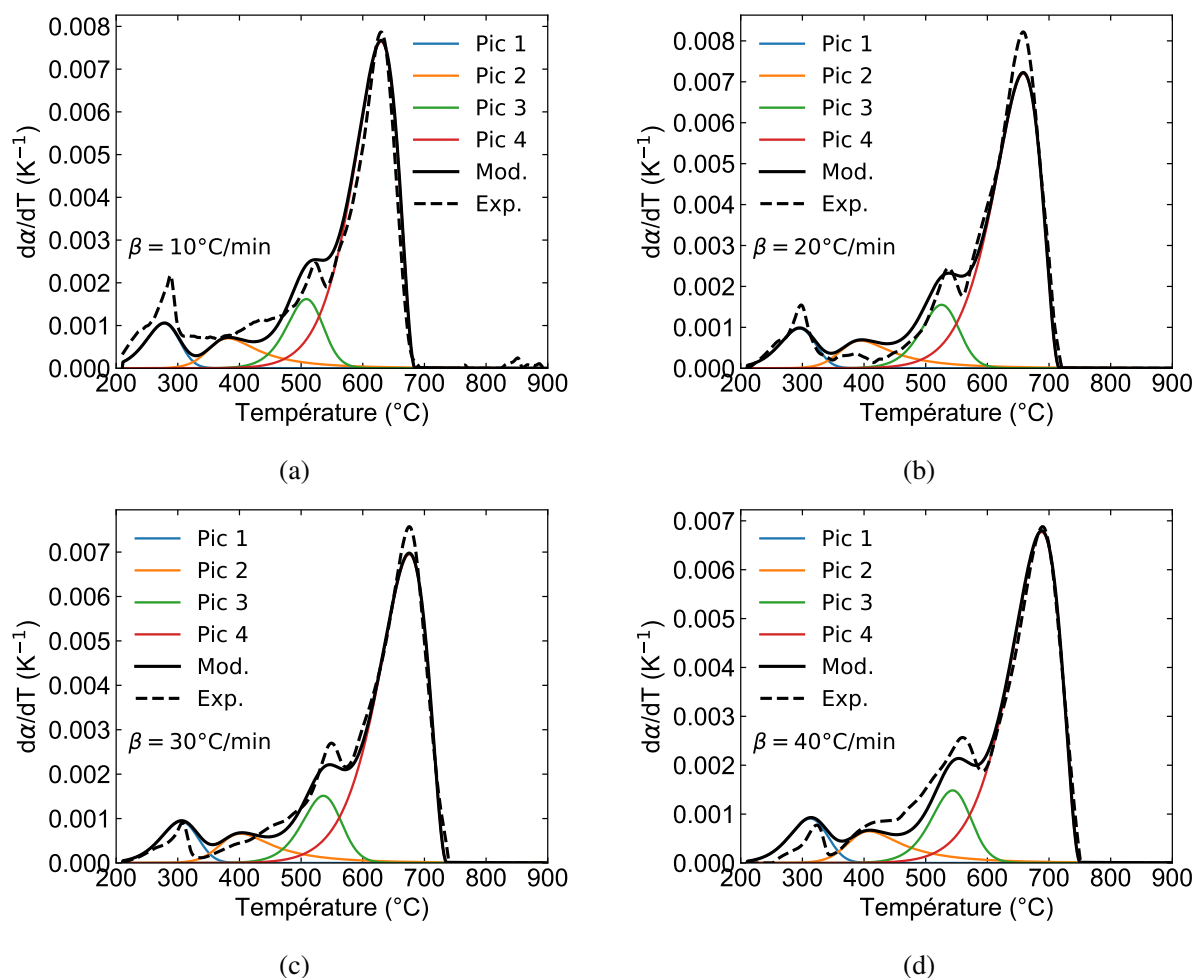 0.008
0.007
0.006
0.005
0.004
0.003
0.002
0.001
0.000
dα/dT (K⁻¹)
Pic 1
Pic 2
Pic 3
Pic 4
Mod.
Exp.
β = 10°C/min
200 300 400 500 600 700 800 900
Température (°C)
(a)
0.008
0.007
0.006
0.005
0.004
0.003
0.002
0.001
0.000
dα/dT (K⁻¹)
Pic 1
Pic 2
Pic 3
Pic 4
Mod.
Exp.
β = 20°C/min
200 300 400 500 600 700 800 900
Température (°C)
(b)
0.007
0.006
0.005
0.004
0.003
0.002
0.001
0.000
dα/dT (K⁻¹)
Pic 1
Pic 2
Pic 3
Pic 4
Mod.
Exp.
β = 30°C/min
200 300 400 500 600 700 800 900
Température (°C)
(c)
0.007
0.006
0.005
0.004
0.003
0.002
0.001
0.000
dα/dT (K⁻¹)
Pic 1
Pic 2
Pic 3
Pic 4
Mod.
Exp.
β = 40°C/min
200 300 400 500 600 700 800 900
Température (°C)
(d)